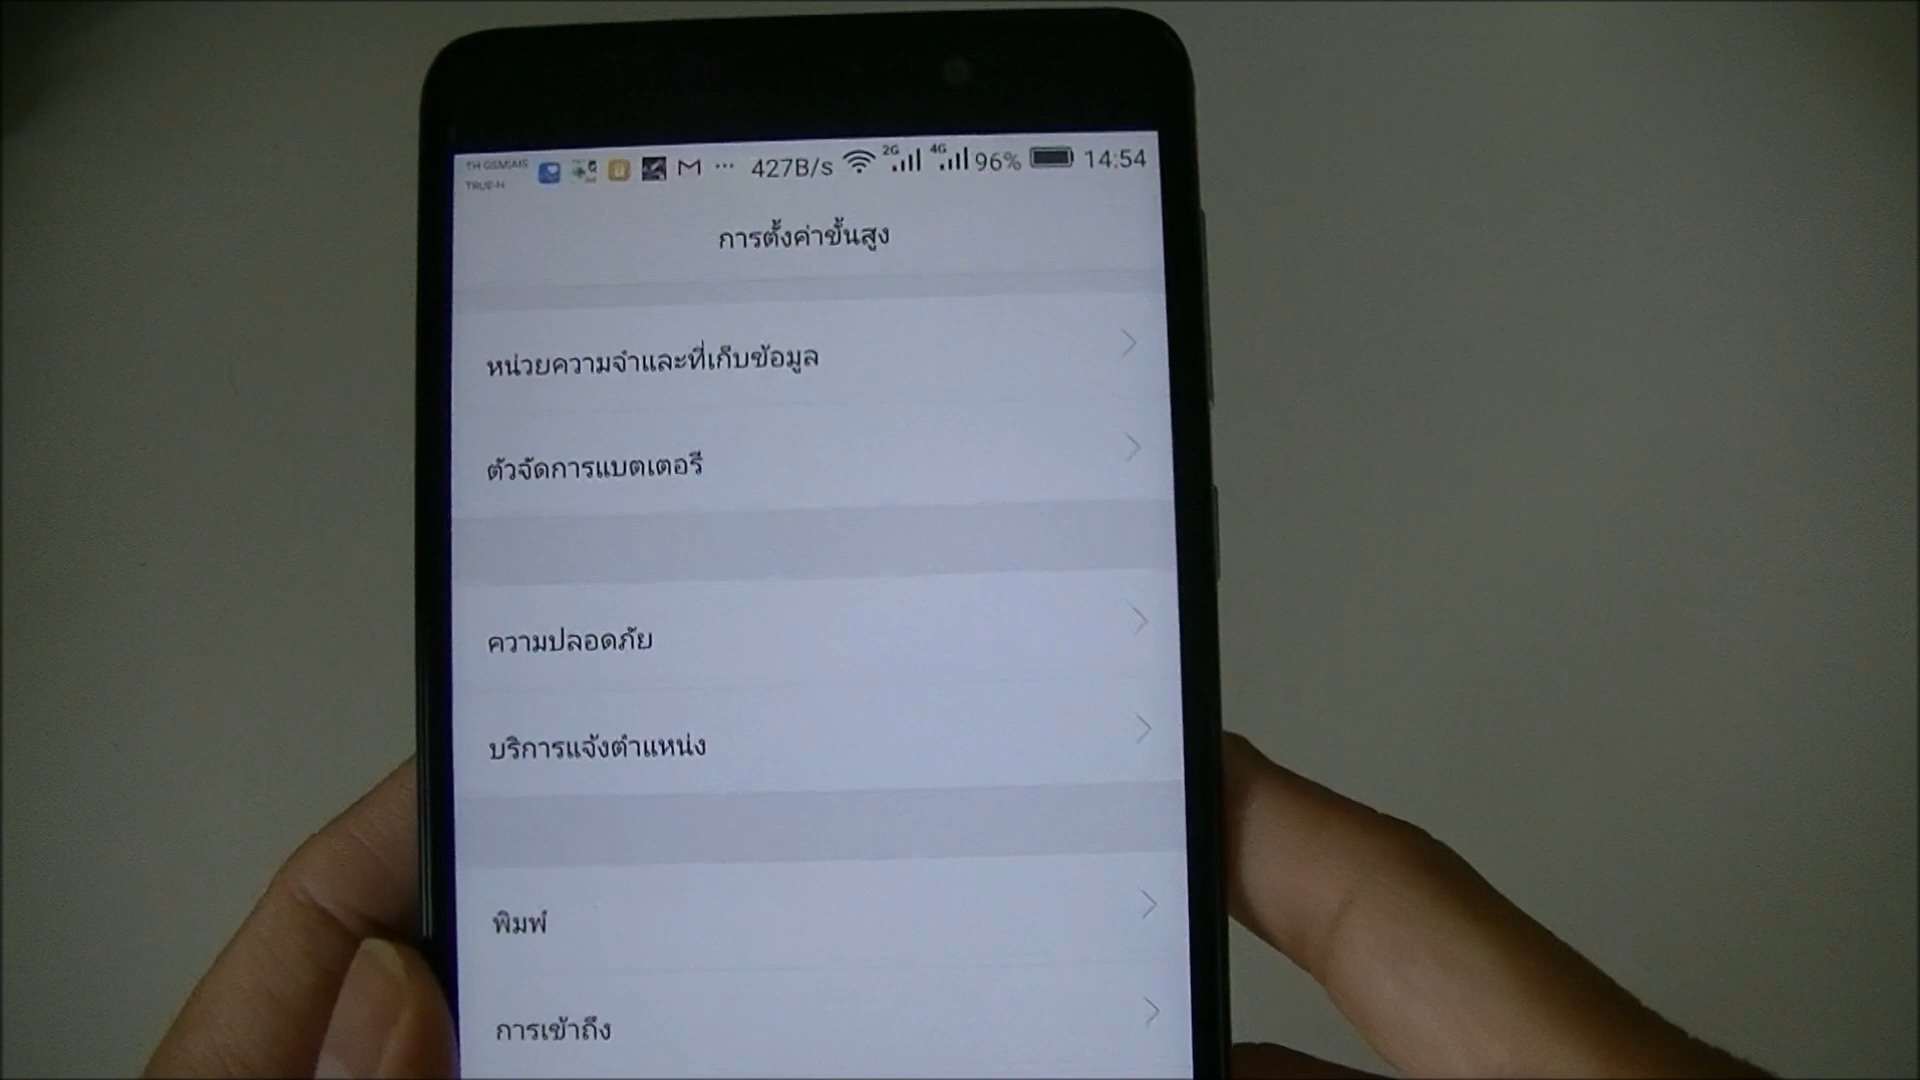 TH GSM|AIS
TRUE-H
427B/s 2G 4G 96% 14:54
การตั้งค่าขั้นสูง
หน่วยความจำและที่เก็บข้อมูล
ตัวจัดการแบตเตอรี่
ความปลอดภัย
บริการแจ้งตำแหน่ง
พิมพ์
การเข้าถึง